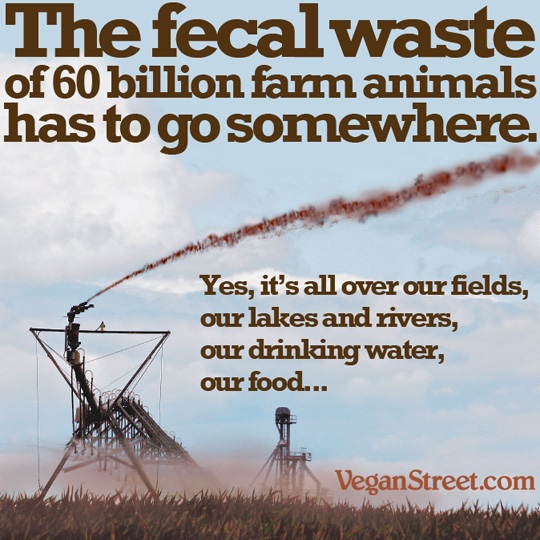 The fecal waste
of 60 billion farm animals
has to go somewhere.
Yes, it's all over our fields,
our lakes and rivers,
our drinking water,
our food...
VeganStreet.com